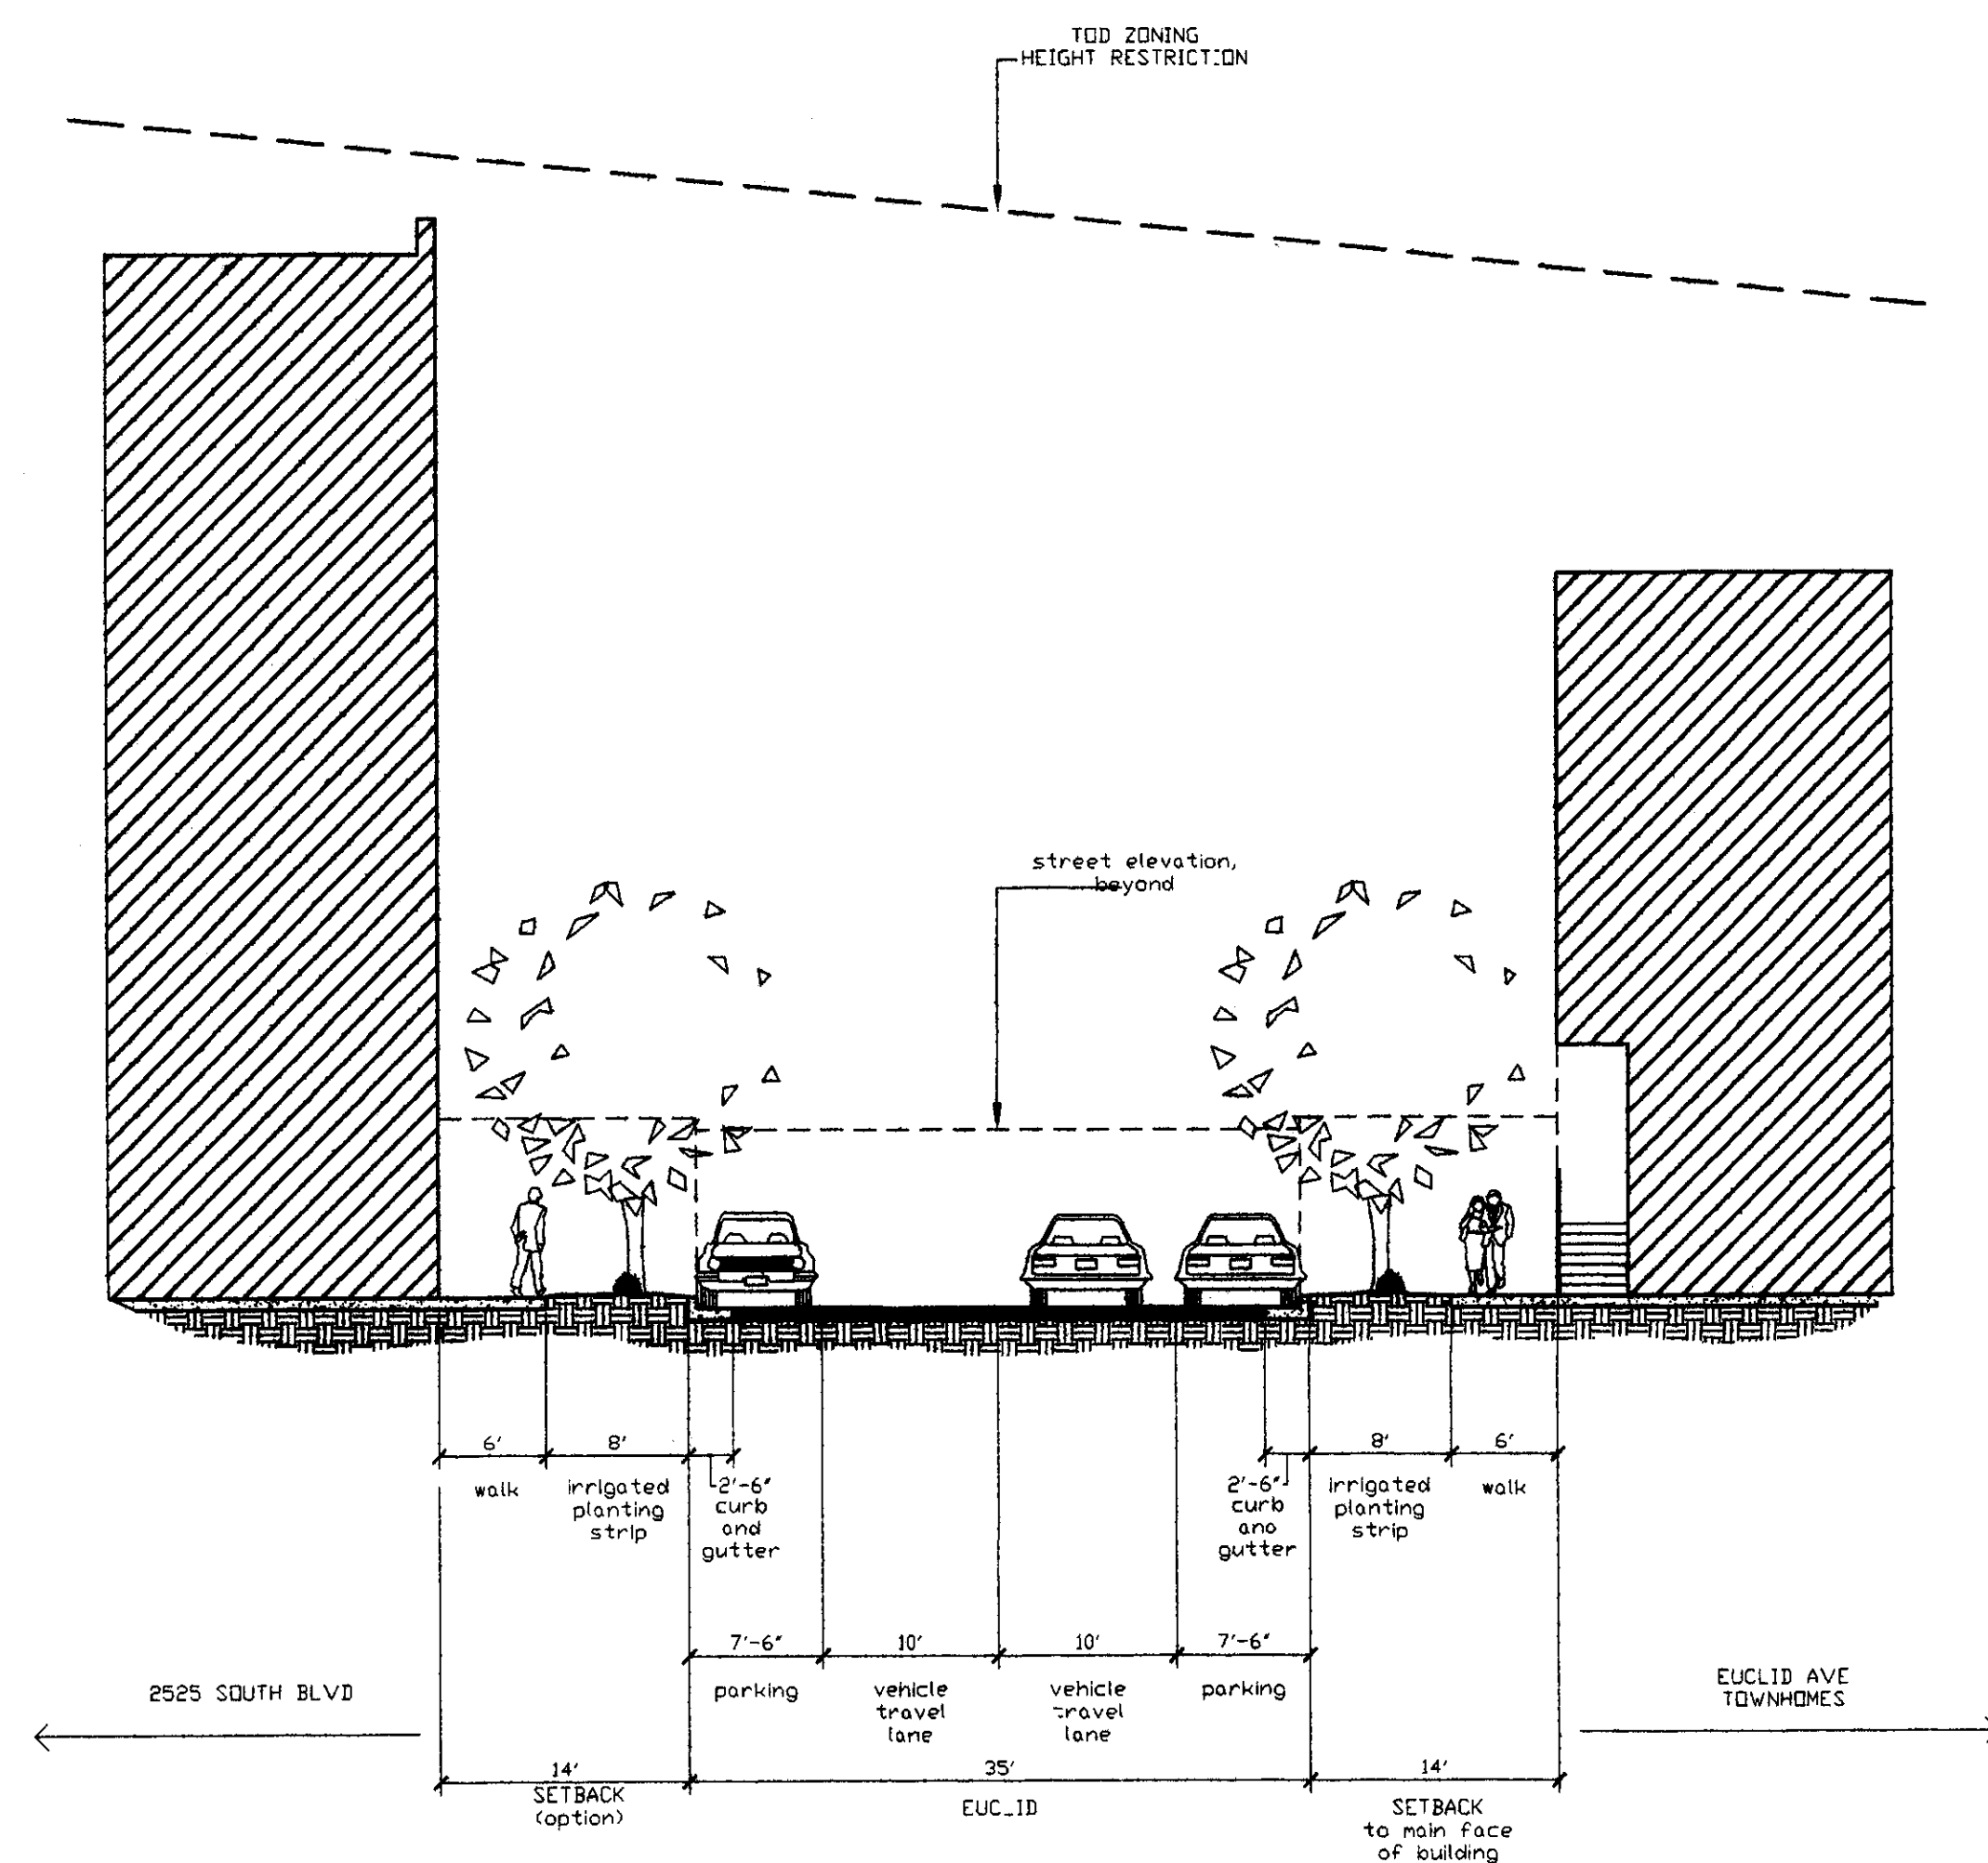 TOD ZONING
HEIGHT RESTRICTION
street elevation,
beyond
6'
8'
8'
6'
walk
irrigated
planting
strip
2'-6"
curb
and
gutter
2'-6"
curb
and
gutter
irrigated
planting
strip
walk
7'-6"
10'
10'
7'-6"
parking
vehicle
travel
lane
vehicle
travel
lane
parking
2525 SOUTH BLVD
EUCLID AVE
TOWNHOMES
14'
SETBACK
(option)
35'
EUCLID
14'
SETBACK
to main face
of building